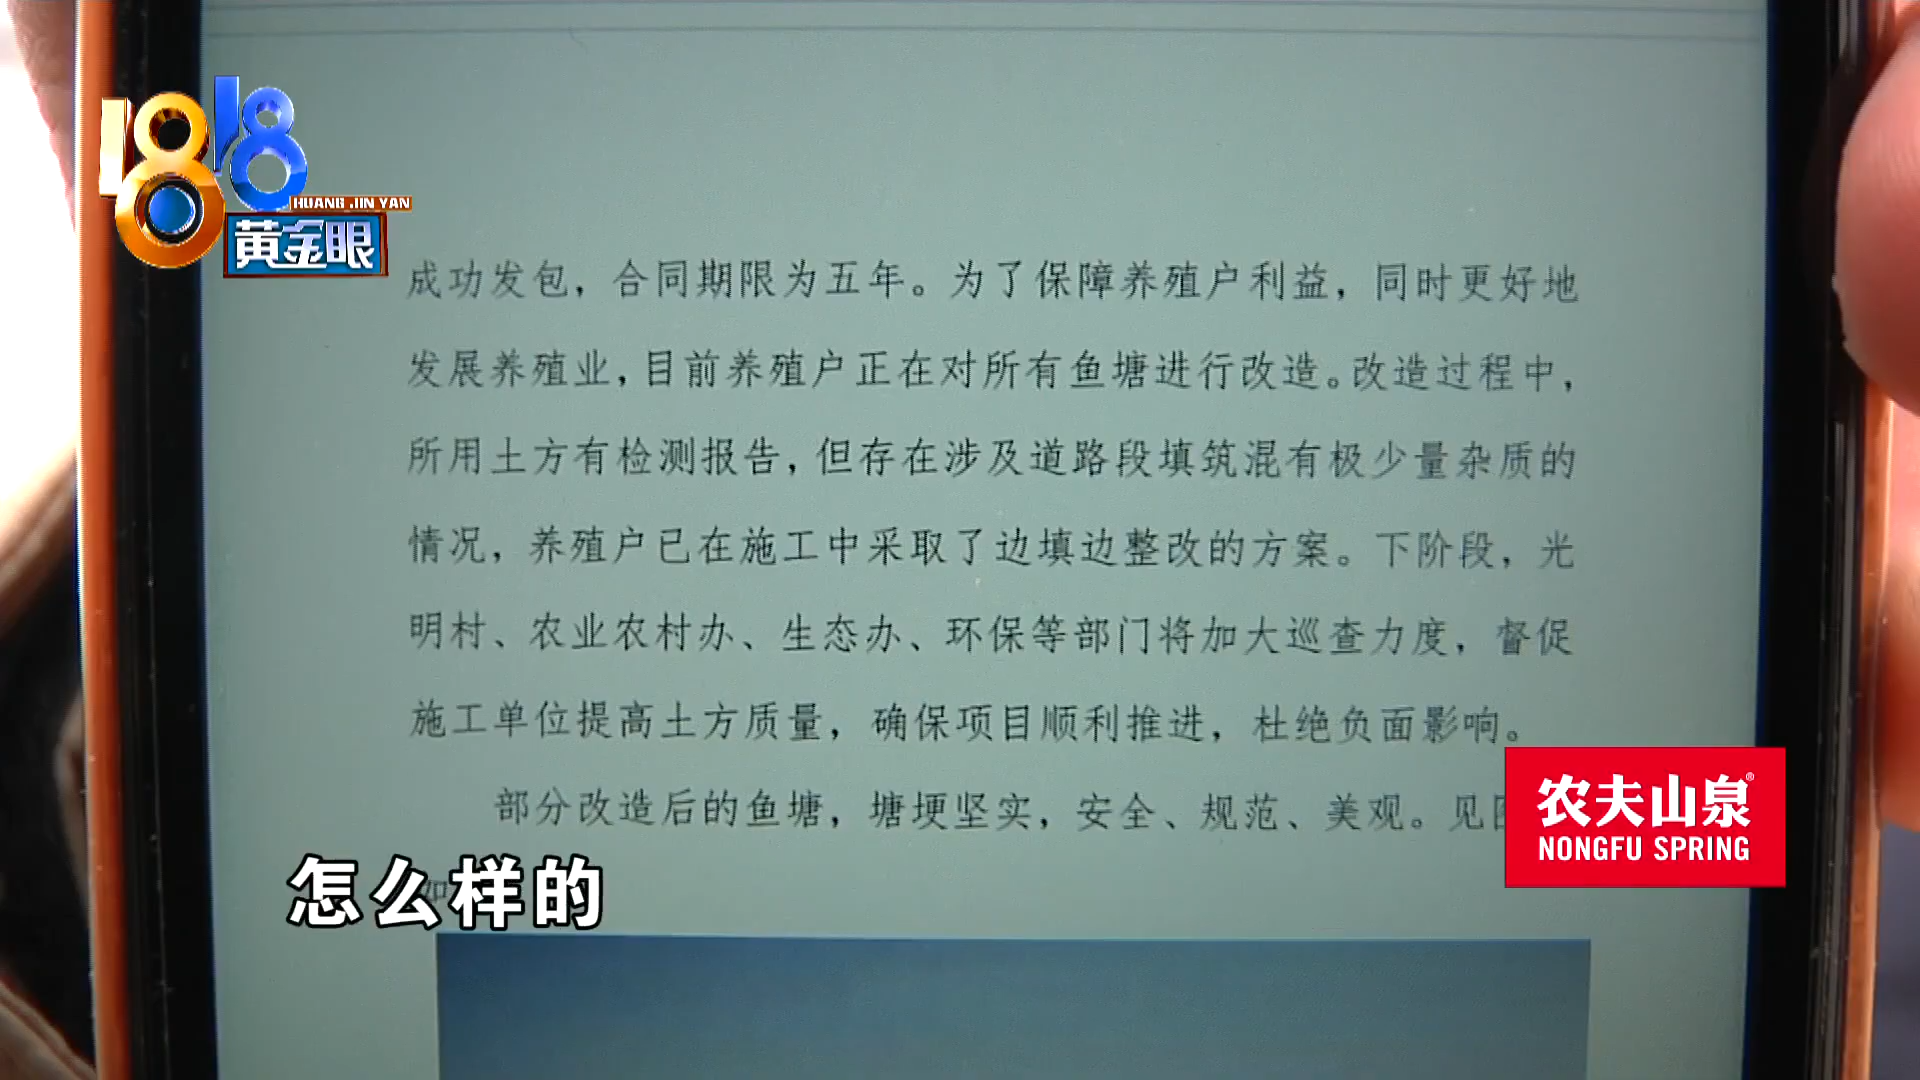 1818
HUANG JIN YAN
黄金眼
成功发包，合同期限为五年。为了保障养殖户利益，同时更好地
发展养殖业，目前养殖户正在对所有鱼塘进行改造。改造过程中，
所用土方有检测报告，但存在涉及道路段填筑混有极少量杂质的
情况，养殖户已在施工中采取了边填边整改的方案。下阶段，光
明村、农业农村办、生态办、环保等部门将加大巡查力度，督促
施工单位提高土方质量，确保项目顺利推进，杜绝负面影响。
部分改造后的鱼塘，塘埂坚实，安全、规范、美观。见
农夫山泉®
NONGFU SPRING
怎么样的